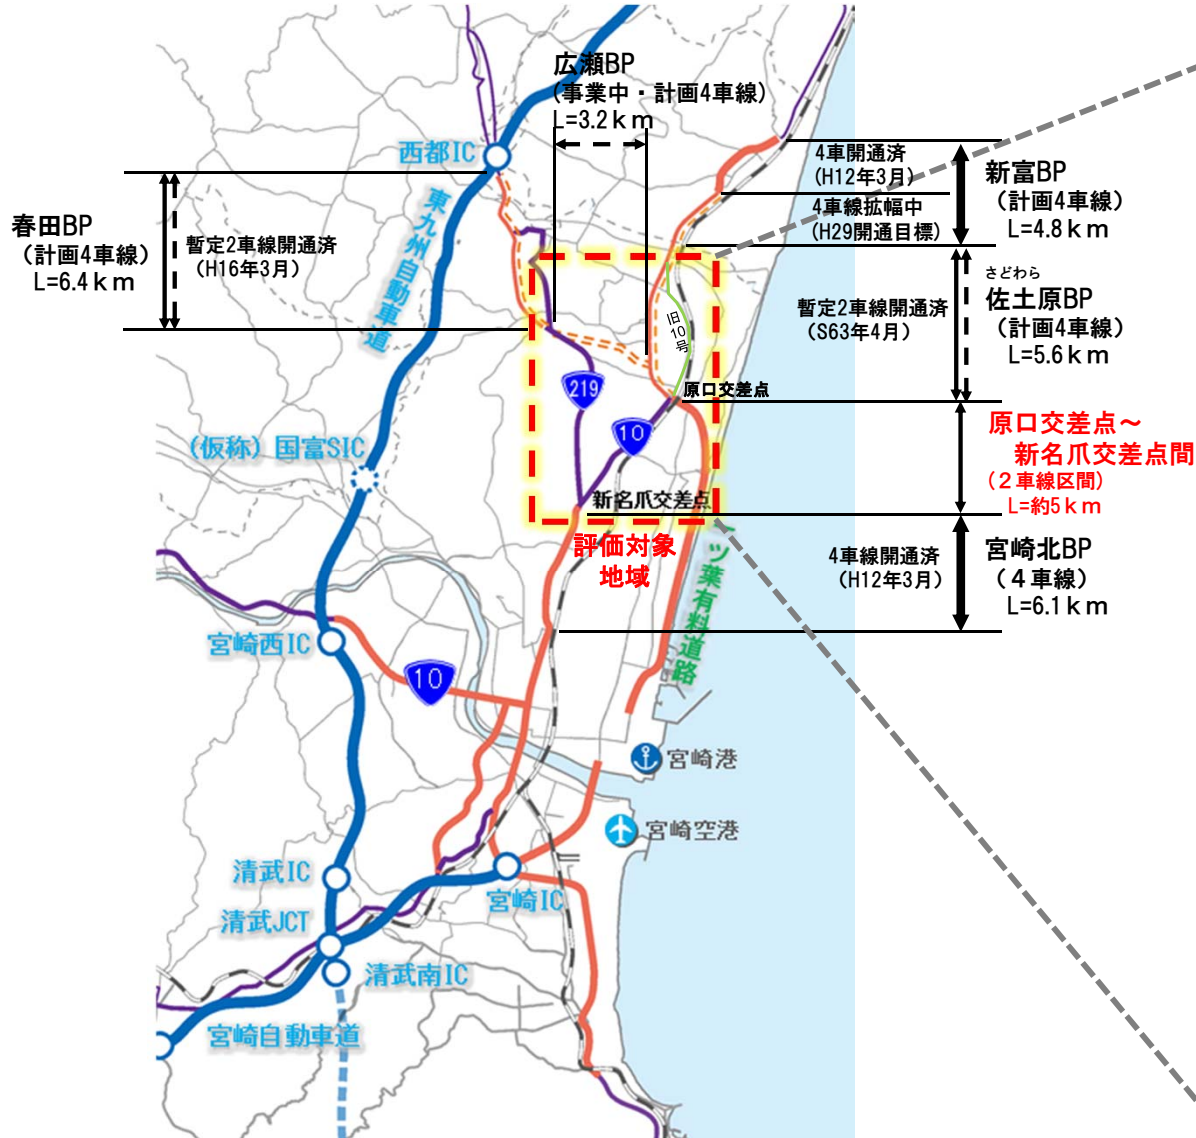 広瀬BP
(事業中・計画4車線)
L=3.2km
西都IC
東九州自動車道
春田BP
(計画4車線)
L=6.4km
暫定2車線開通済
(H16年3月)
4車開通済
(H12年3月)
4車線拡幅中
(H29開通目標)
新富BP
(計画4車線)
L=4.8km
暫定2車線開通済
(S63年4月)
さどわら
佐土原BP
(計画4車線)
L=5.6km
旧10号
219
10
原口交差点
原口交差点～
新名爪交差点間
(2車線区間)
L=約5km
(仮称)国富SIC
新名爪交差点
評価対象
地域
一ツ葉有料道路
4車線開通済
(H12年3月)
宮崎北BP
(4車線)
L=6.1km
宮崎西IC
10
宮崎港
宮崎空港
清武IC
宮崎IC
清武JCT
清武南IC
宮崎自動車道